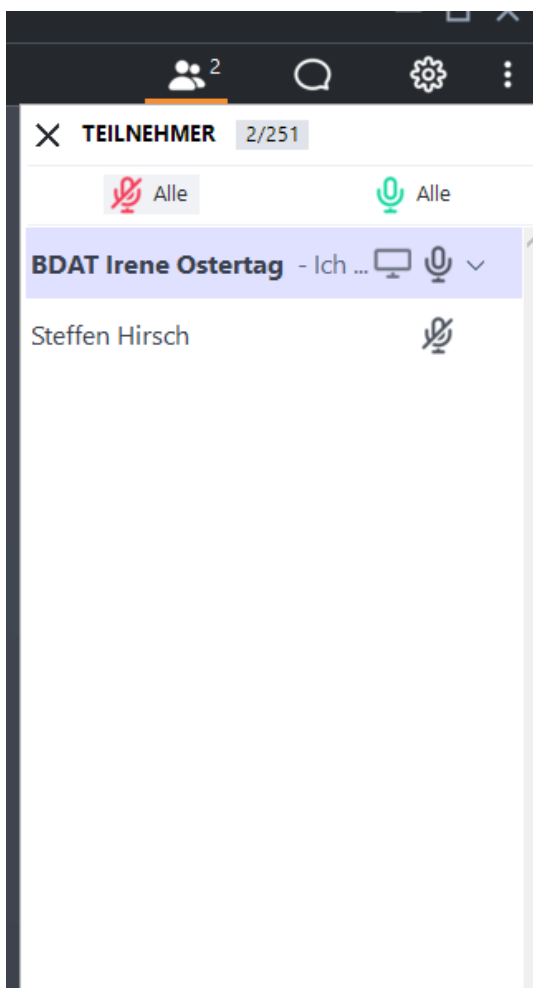 2
TEILNEHMER 2/251
Alle Alle
BDAT Irene Ostertag - Ich ...
Steffen Hirsch